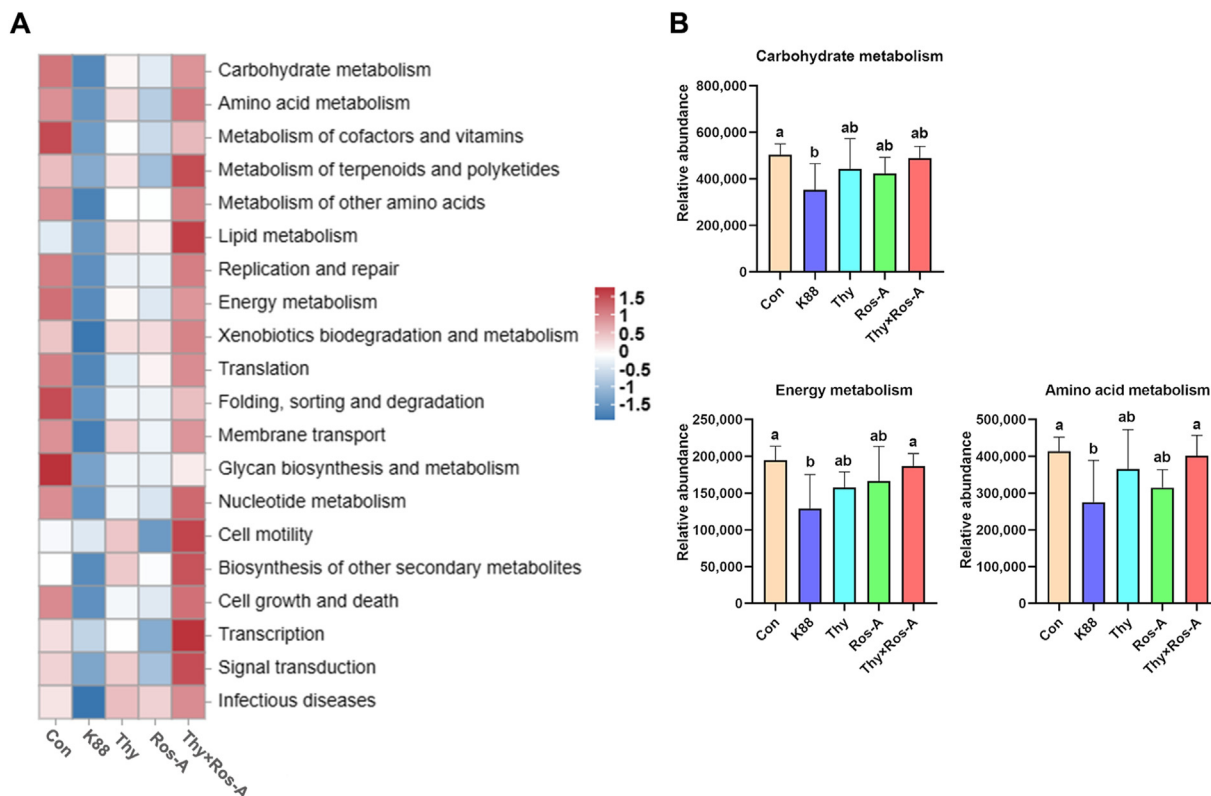 A
Carbohydrate metabolism
Amino acid metabolism
Metabolism of cofactors and vitamins
Metabolism of terpenoids and polyketides
Metabolism of other amino acids
Lipid metabolism
Replication and repair
Energy metabolism
Xenobiotics biodegradation and metabolism
Translation
Folding, sorting and degradation
Membrane transport
Glycan biosynthesis and metabolism
Nucleotide metabolism
Cell motility
Biosynthesis of other secondary metabolites
Cell growth and death
Transcription
Signal transduction
Infectious diseases
Con K88 Thy Ros-A Thy×Ros-A
1.5
1
0.5
0
-0.5
-1
-1.5
B
Carbohydrate metabolism
Relative abundance
800,000
600,000
400,000
200,000
0
a b ab ab ab
Con K88 Thy Ros-A Thy×Ros-A
Energy metabolism
Relative abundance
250,000
200,000
150,000
100,000
50,000
0
a b ab ab a
Con K88 Thy Ros-A Thy×Ros-A
Amino acid metabolism
Relative abundance
500,000
400,000
300,000
200,000
100,000
0
a b ab ab a
Con K88 Thy Ros-A Thy×Ros-A